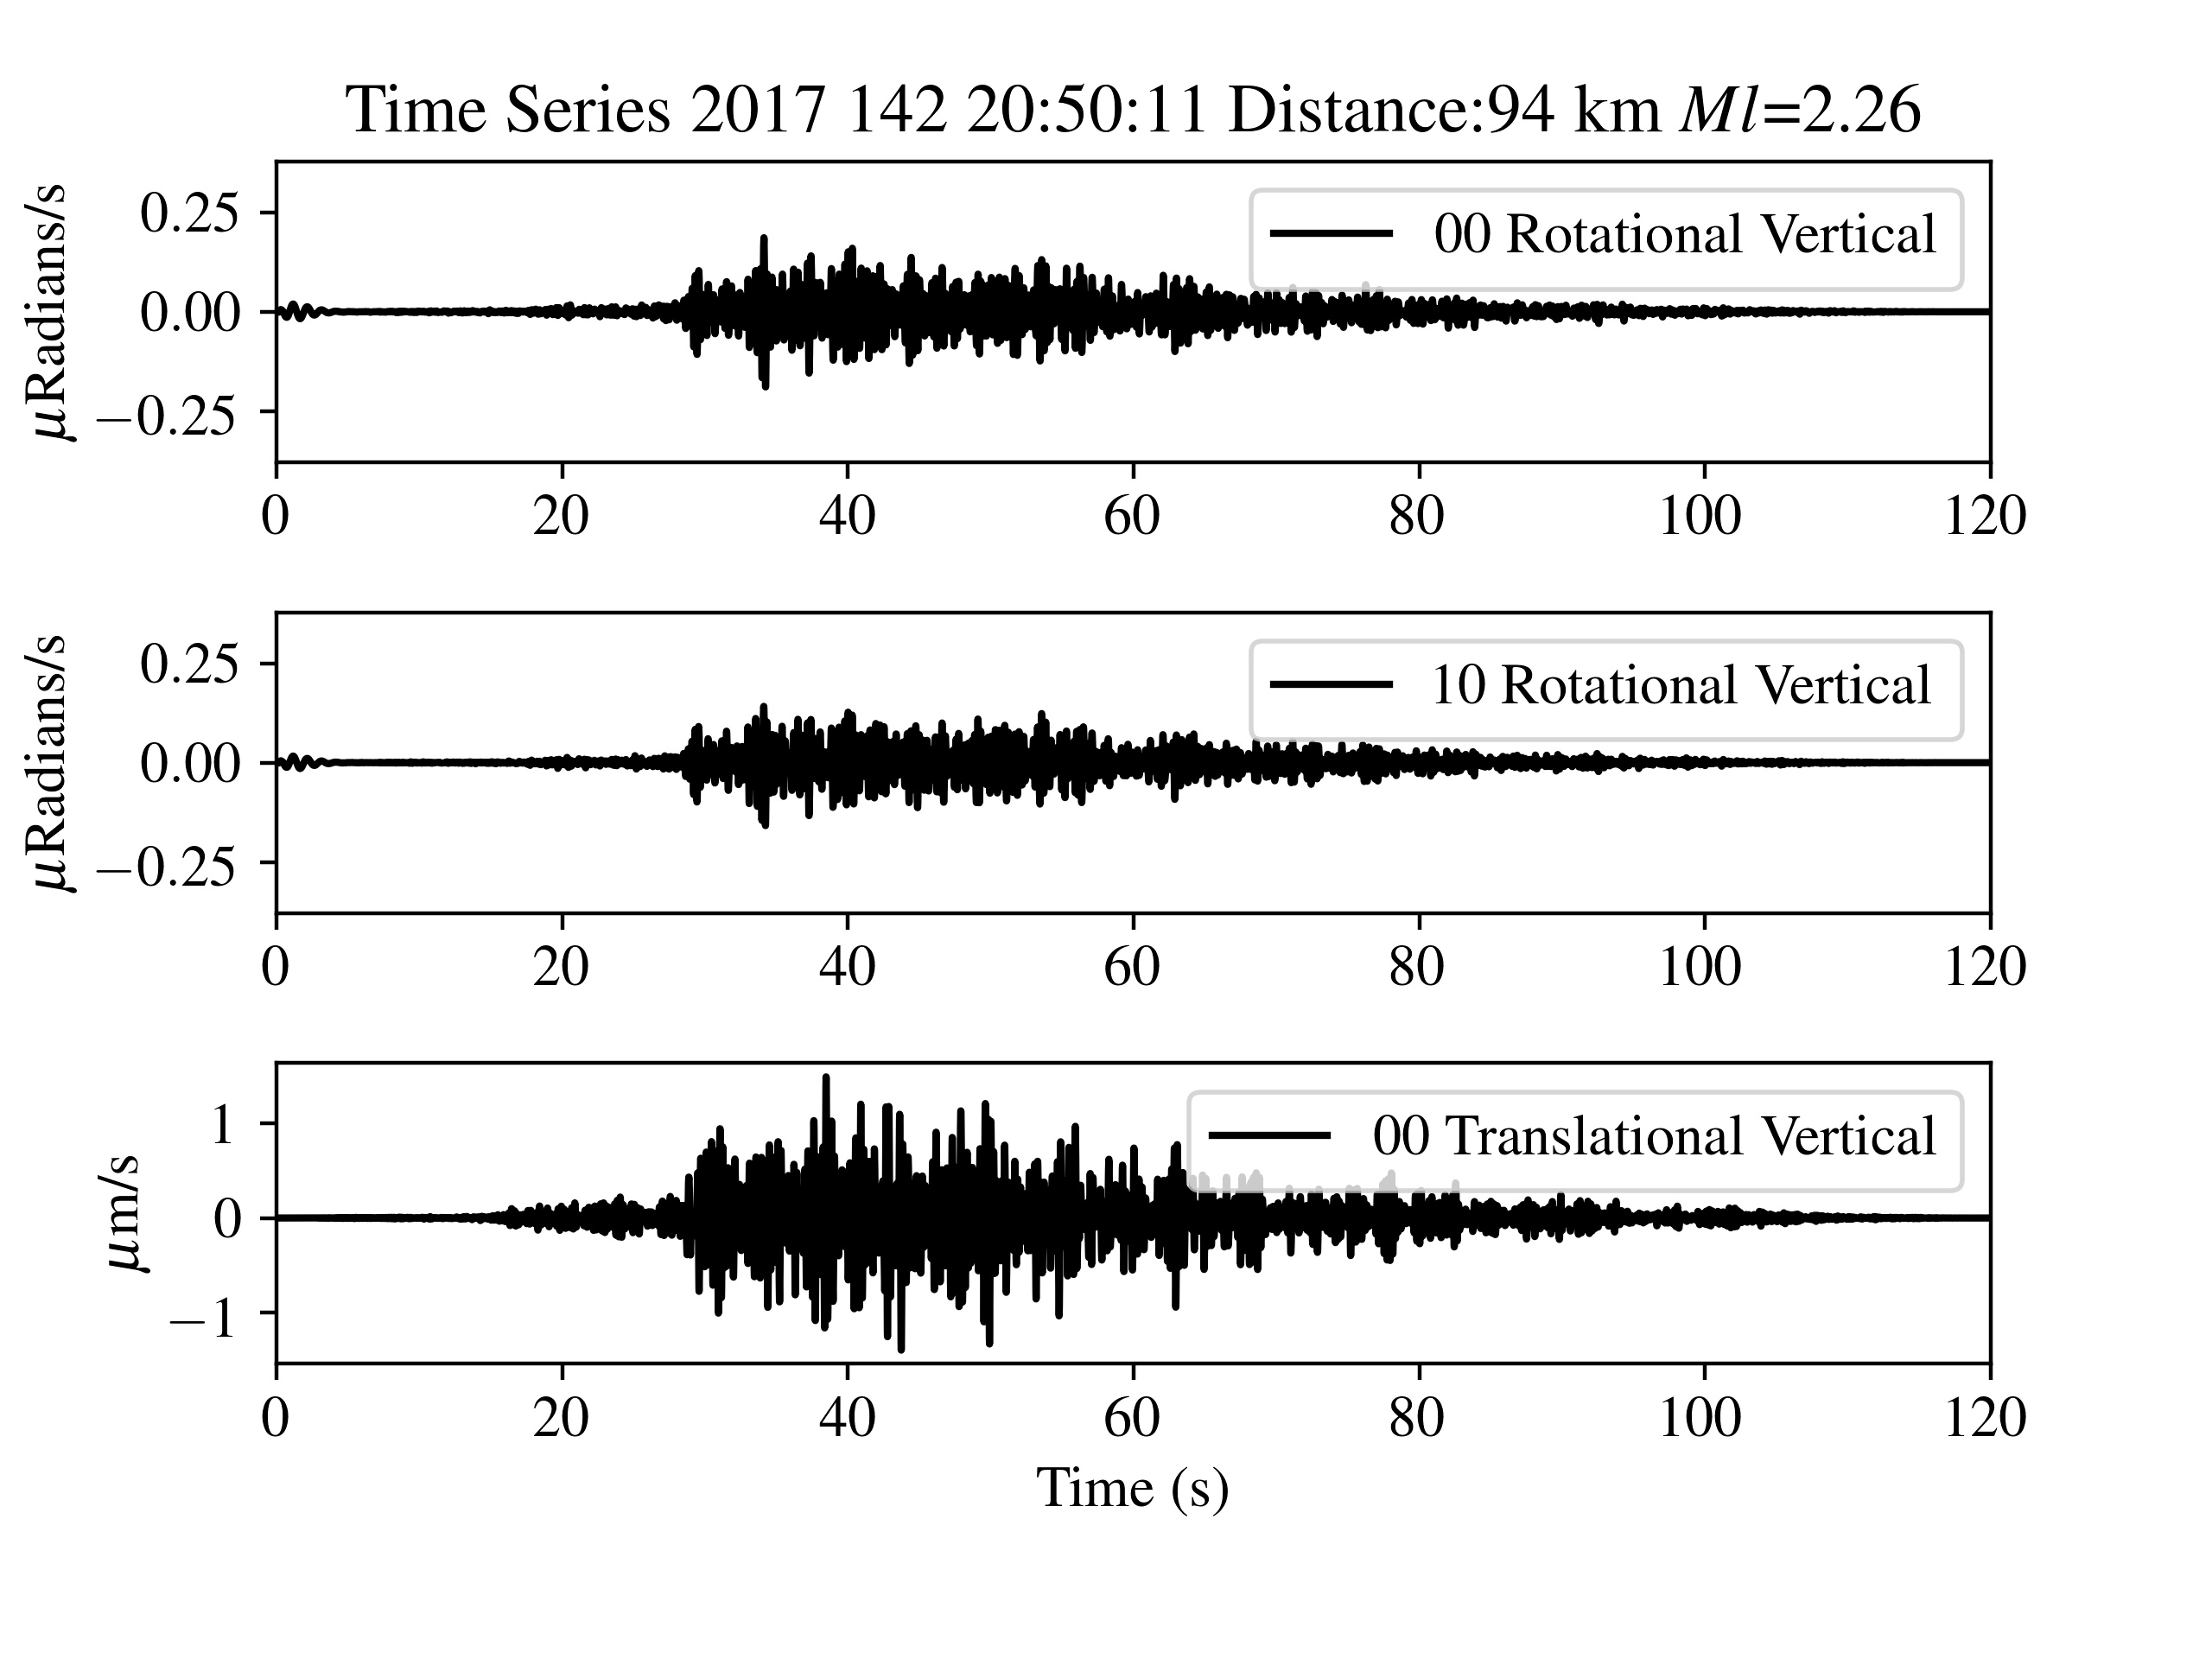 Time Series 2017 142 20:50:11 Distance:94 km Ml=2.26
μRadians/s
0.25
0.00
−0.25
00 Rotational Vertical
0 20 40 60 80 100 120
μRadians/s
0.25
0.00
−0.25
10 Rotational Vertical
0 20 40 60 80 100 120
μm/s
1
0
−1
00 Translational Vertical
0 20 40 60 80 100 120
Time (s)